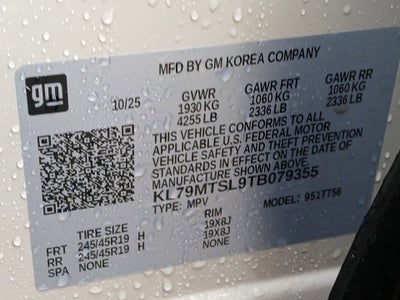 MFD BY GM KOREA COMPANY
gm
10/25 GVWR GAWR FRT GAWR RR
1930 KG 1060 KG 1060 KG
4255 LB 2336 LB 2336 LB
THIS VEHICLE CONFORMS TO ALL
APPLICABLE U.S. FEDERAL MOTOR
VEHICLE SAFETY AND THEFT PREVENTION
STANDARDS IN EFFECT ON THE DATE OF
MANUFACTURE SHOWN ABOVE.
KL79MTSL9TB079355
TYPE: MPV MODEL: 951TT56
TIRE SIZE RIM
FRT 245/45R19 H 19X8J
RR 245/45R19 H 19X8J
SPA NONE NONE